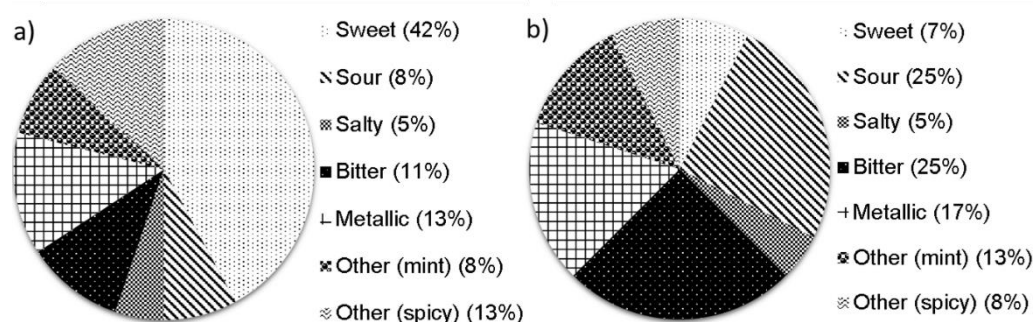 a)
Sweet (42%)
Sour (8%)
Salty (5%)
Bitter (11%)
Metallic (13%)
Other (mint) (8%)
Other (spicy) (13%)
b)
Sweet (7%)
Sour (25%)
Salty (5%)
Bitter (25%)
Metallic (17%)
Other (mint) (13%)
Other (spicy) (8%)